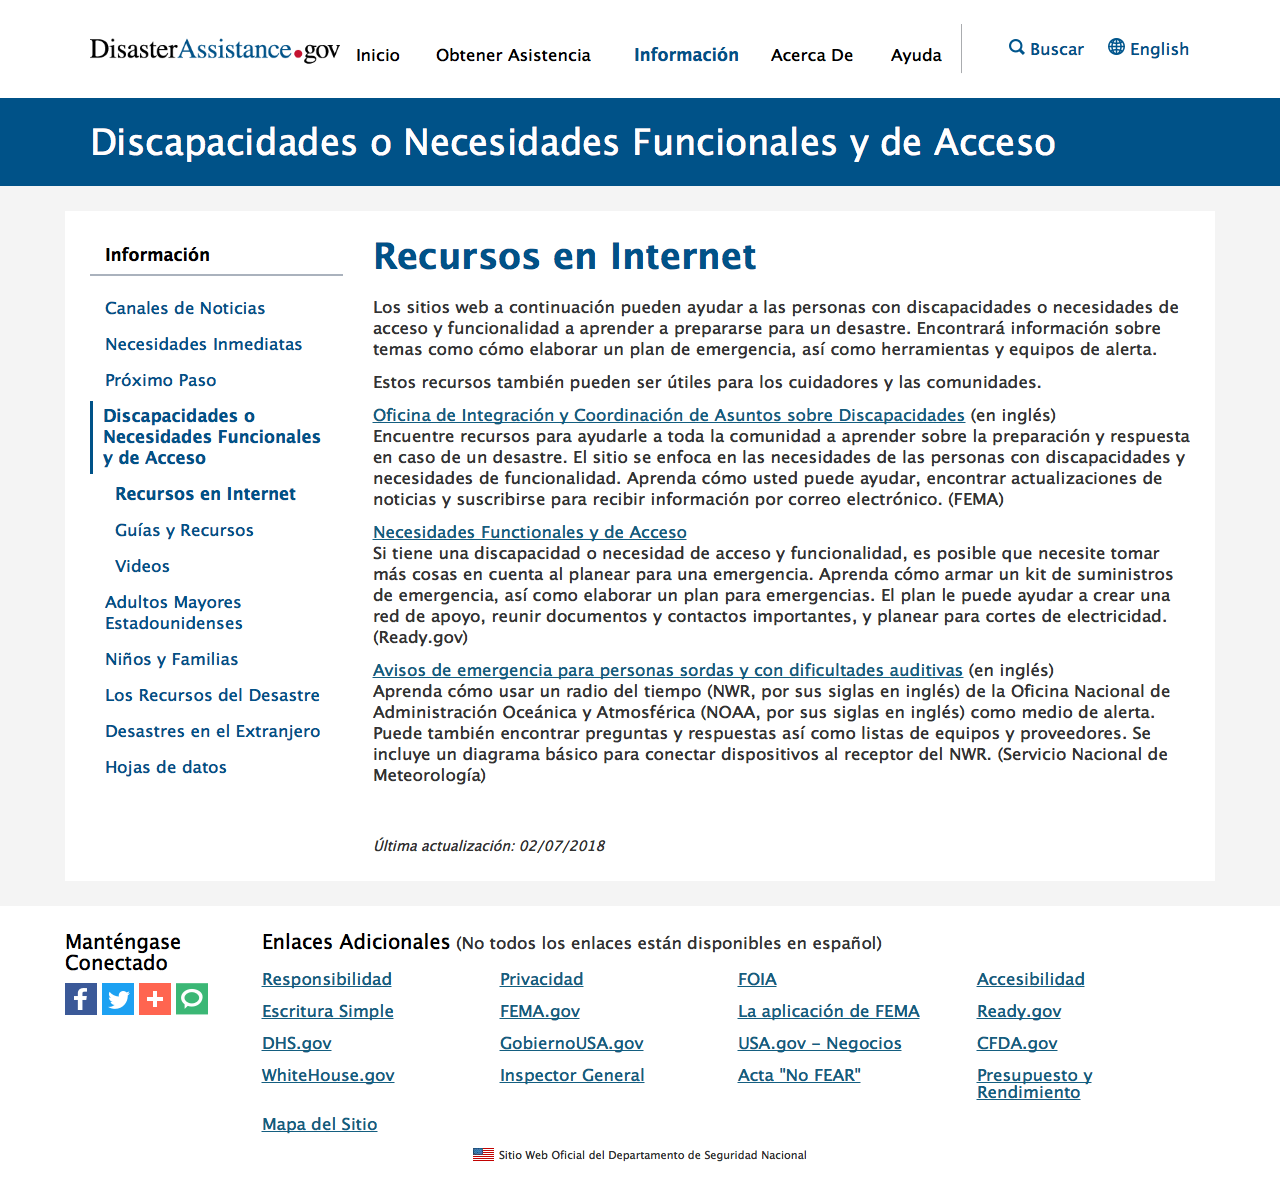 DisasterAssistance.gov
Inicio
Obtener Asistencia
Información
Acerca De
Ayuda
Buscar
English
Discapacidades o Necesidades Funcionales y de Acceso
Información
Canales de Noticias
Necesidades Inmediatas
Próximo Paso
Discapacidades o
Necesidades Funcionales
y de Acceso
Recursos en Internet
Guías y Recursos
Videos
Adultos Mayores
Estadounidenses
Niños y Familias
Los Recursos del Desastre
Desastres en el Extranjero
Hojas de datos
Recursos en Internet
Los sitios web a continuación pueden ayudar a las personas con discapacidades o necesidades de
acceso y funcionalidad a aprender a prepararse para un desastre. Encontrará información sobre
temas como cómo elaborar un plan de emergencia, así como herramientas y equipos de alerta.
Estos recursos también pueden ser útiles para los cuidadores y las comunidades.
Oficina de Integración y Coordinación de Asuntos sobre Discapacidades (en inglés)
Encuentre recursos para ayudarle a toda la comunidad a aprender sobre la preparación y respuesta
en caso de un desastre. El sitio se enfoca en las necesidades de las personas con discapacidades y
necesidades de funcionalidad. Aprenda cómo usted puede ayudar, encontrar actualizaciones de
noticias y suscribirse para recibir información por correo electrónico. (FEMA)
Necesidades Functionales y de Acceso
Si tiene una discapacidad o necesidad de acceso y funcionalidad, es posible que necesite tomar
más cosas en cuenta al planear para una emergencia. Aprenda cómo armar un kit de suministros
de emergencia, así como elaborar un plan para emergencias. El plan le puede ayudar a crear una
red de apoyo, reunir documentos y contactos importantes, y planear para cortes de electricidad.
(Ready.gov)
Avisos de emergencia para personas sordas y con dificultades auditivas (en inglés)
Aprenda cómo usar un radio del tiempo (NWR, por sus siglas en inglés) de la Oficina Nacional de
Administración Oceánica y Atmosférica (NOAA, por sus siglas en inglés) como medio de alerta.
Puede también encontrar preguntas y respuestas así como listas de equipos y proveedores. Se
incluye un diagrama básico para conectar dispositivos al receptor del NWR. (Servicio Nacional de
Meteorología)
Última actualización: 02/07/2018
Manténgase
Conectado
Enlaces Adicionales (No todos los enlaces están disponibles en español)
Responsibilidad
Privacidad
FOIA
Accesibilidad
Escritura Simple
FEMA.gov
La aplicación de FEMA
Ready.gov
DHS.gov
GobiernoUSA.gov
USA.gov - Negocios
CFDA.gov
WhiteHouse.gov
Inspector General
Acta "No FEAR"
Presupuesto y
Rendimiento
Mapa del Sitio
Sitio Web Oficial del Departamento de Seguridad Nacional